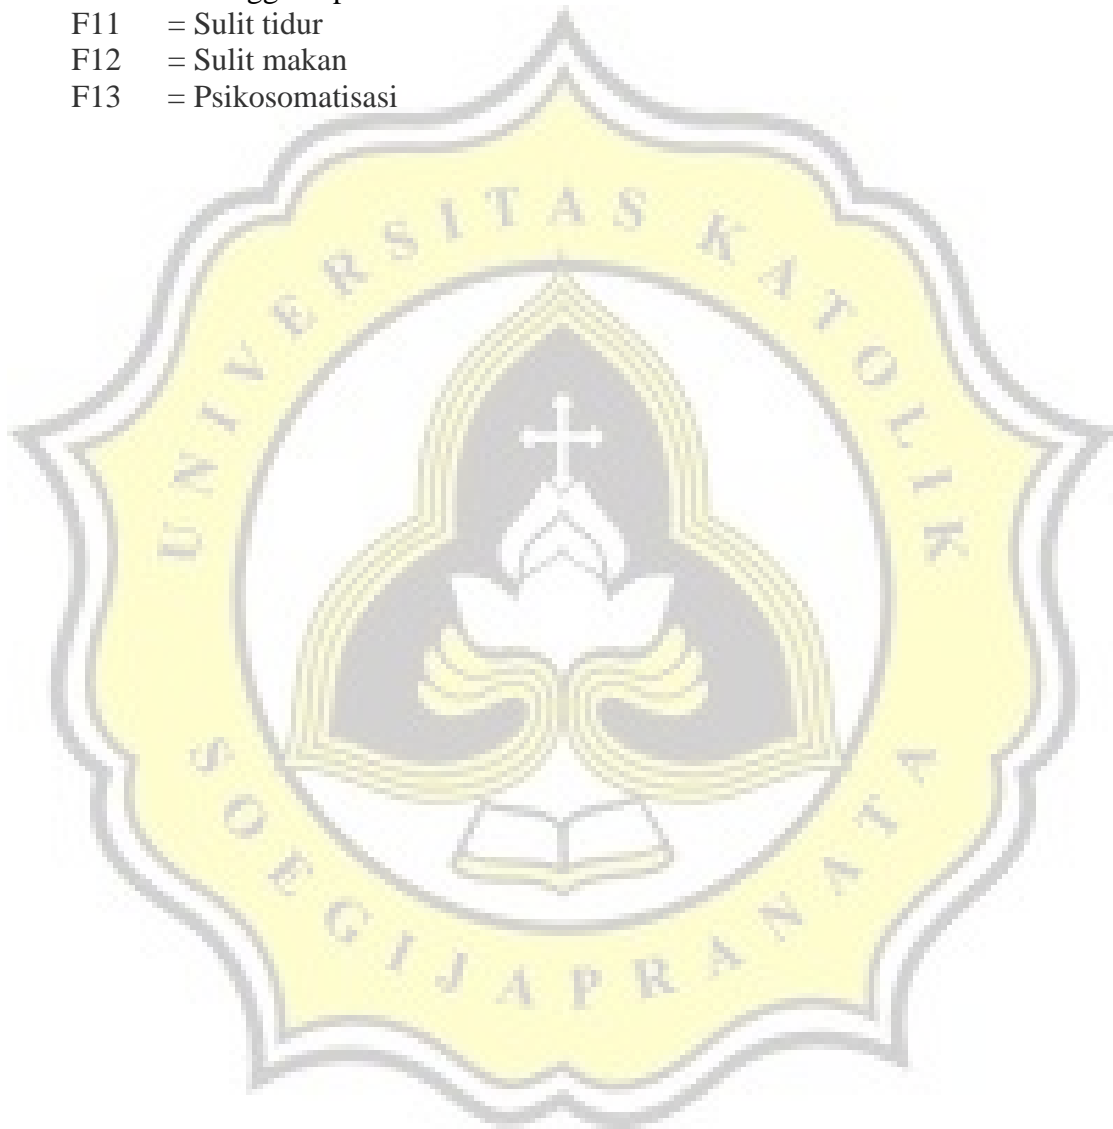 F11 = Sulit tidur
F12 = Sulit makan
F13 = Psikosomatisasi
UNIVERSITAS KATOLIK
SOEGIJAPRANATA